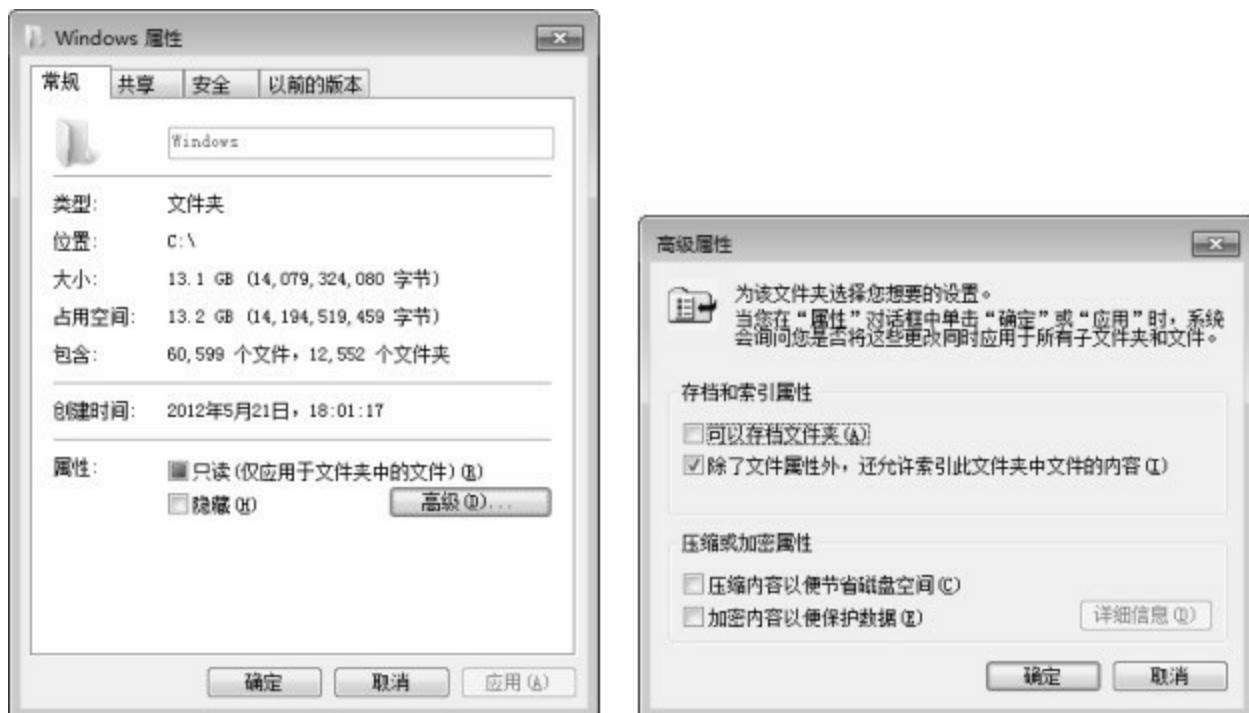 Windows 属性
常规 共享 安全 以前的版本
Windows
类型: 文件夹
位置: C:\
大小: 13.1 GB (14,079,324,080 字节)
占用空间: 13.2 GB (14,194,519,459 字节)
包含: 60,599 个文件，12,552 个文件夹
创建时间: 2012年5月21日，18:01:17
属性: 只读(仅应用于文件夹中的文件)(R)
隐藏(H) 高级(D)...
确定 取消 应用(A)
高级属性
为该文件夹选择您想要的设置。
当您在“属性”对话框中单击“确定”或“应用”时，系统
会询问您是否将这些更改同时应用于所有子文件夹和文件。
存档和索引属性
可以存档文件夹(A)
除了文件属性外，还允许索引此文件夹中文件的内容(I)
压缩或加密属性
压缩内容以便节省磁盘空间(C)
加密内容以便保护数据(E) 详细信息(D)
确定 取消